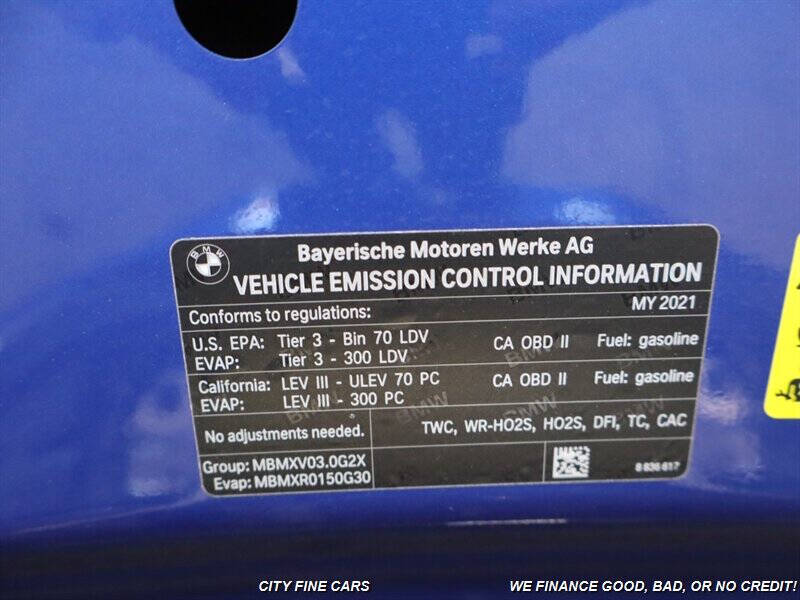 BMW
Bayerische Motoren Werke AG
VEHICLE EMISSION CONTROL INFORMATION
Conforms to regulations: MY 2021
U.S. EPA: Tier 3 - Bin 70 LDV CA OBD II Fuel: gasoline
EVAP: Tier 3 - 300 LDV
California: LEV III - ULEV 70 PC CA OBD II Fuel: gasoline
EVAP: LEV III - 300 PC
No adjustments needed. TWC, WR-HO2S, HO2S, DFI, TC, CAC
Group: MBMXV03.0G2X
Evap: MBMXR0150G30 8 836 817
CITY FINE CARS WE FINANCE GOOD, BAD, OR NO CREDIT!